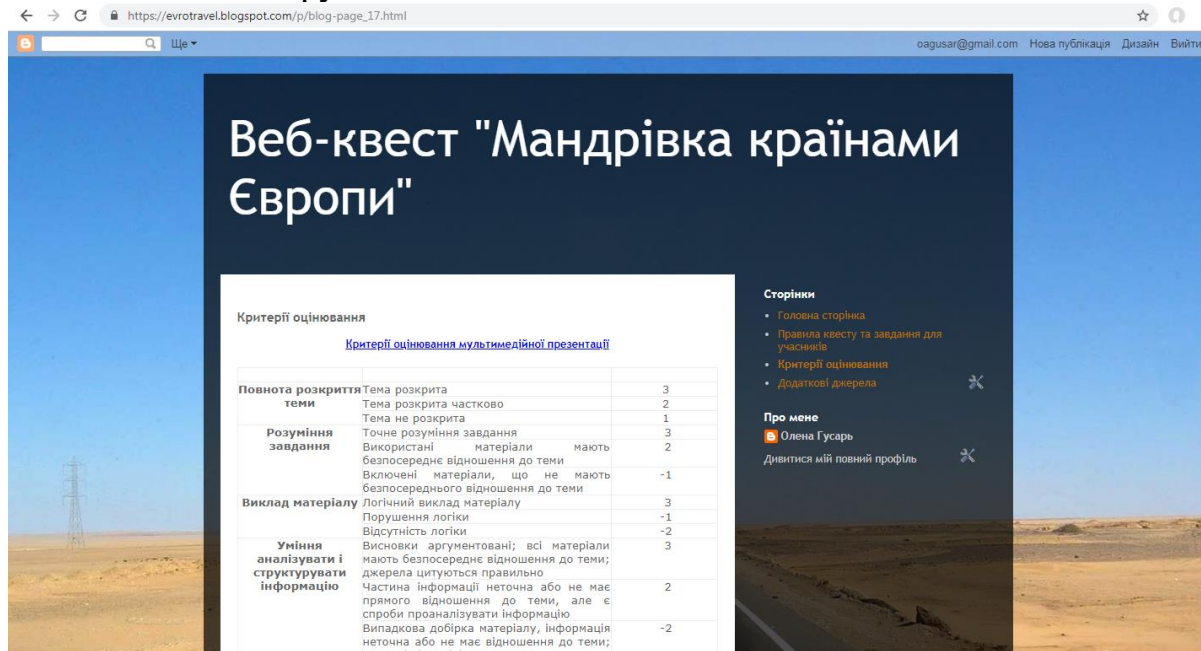 https://evrotravel.blogspot.com/p/blog-page_17.html
Ще
oagusar@gmail.com Нова публікація Дизайн Вийти
Веб-квест "Мандрівка країнами
Європи"
Критерії оцінювання
Критерії оцінювання мультимедійної презентації
Повнота розкриття Тема розкрита 3
теми Тема розкрита частково 2
Тема не розкрита 1
Розуміння Точне розуміння завдання 3
завдання Використані матеріали мають 2
безпосереднє відношення до теми
Включені матеріали, що не мають -1
безпосереднього відношення до теми
Виклад матеріалу Логічний виклад матеріалу 3
Порушення логіки -1
Відсутність логіки -2
Уміння Висновки аргументовані; всі матеріали 3
аналізувати і мають безпосереднє відношення до теми;
структурувати джерела цитуються правильно
інформацію Частина інформації неточна або не має 2
прямого відношення до теми, але є
спроби проаналізувати інформацію
Випадкова добірка матеріалу, інформація -2
неточна або не має відношення до теми;
Сторінки
Головна сторінка
Правила квесту та завдання для
учасників
Критерії оцінювання
Додаткові джерела
Про мене
Олена Гусарь
Дивитися мій повний профіль